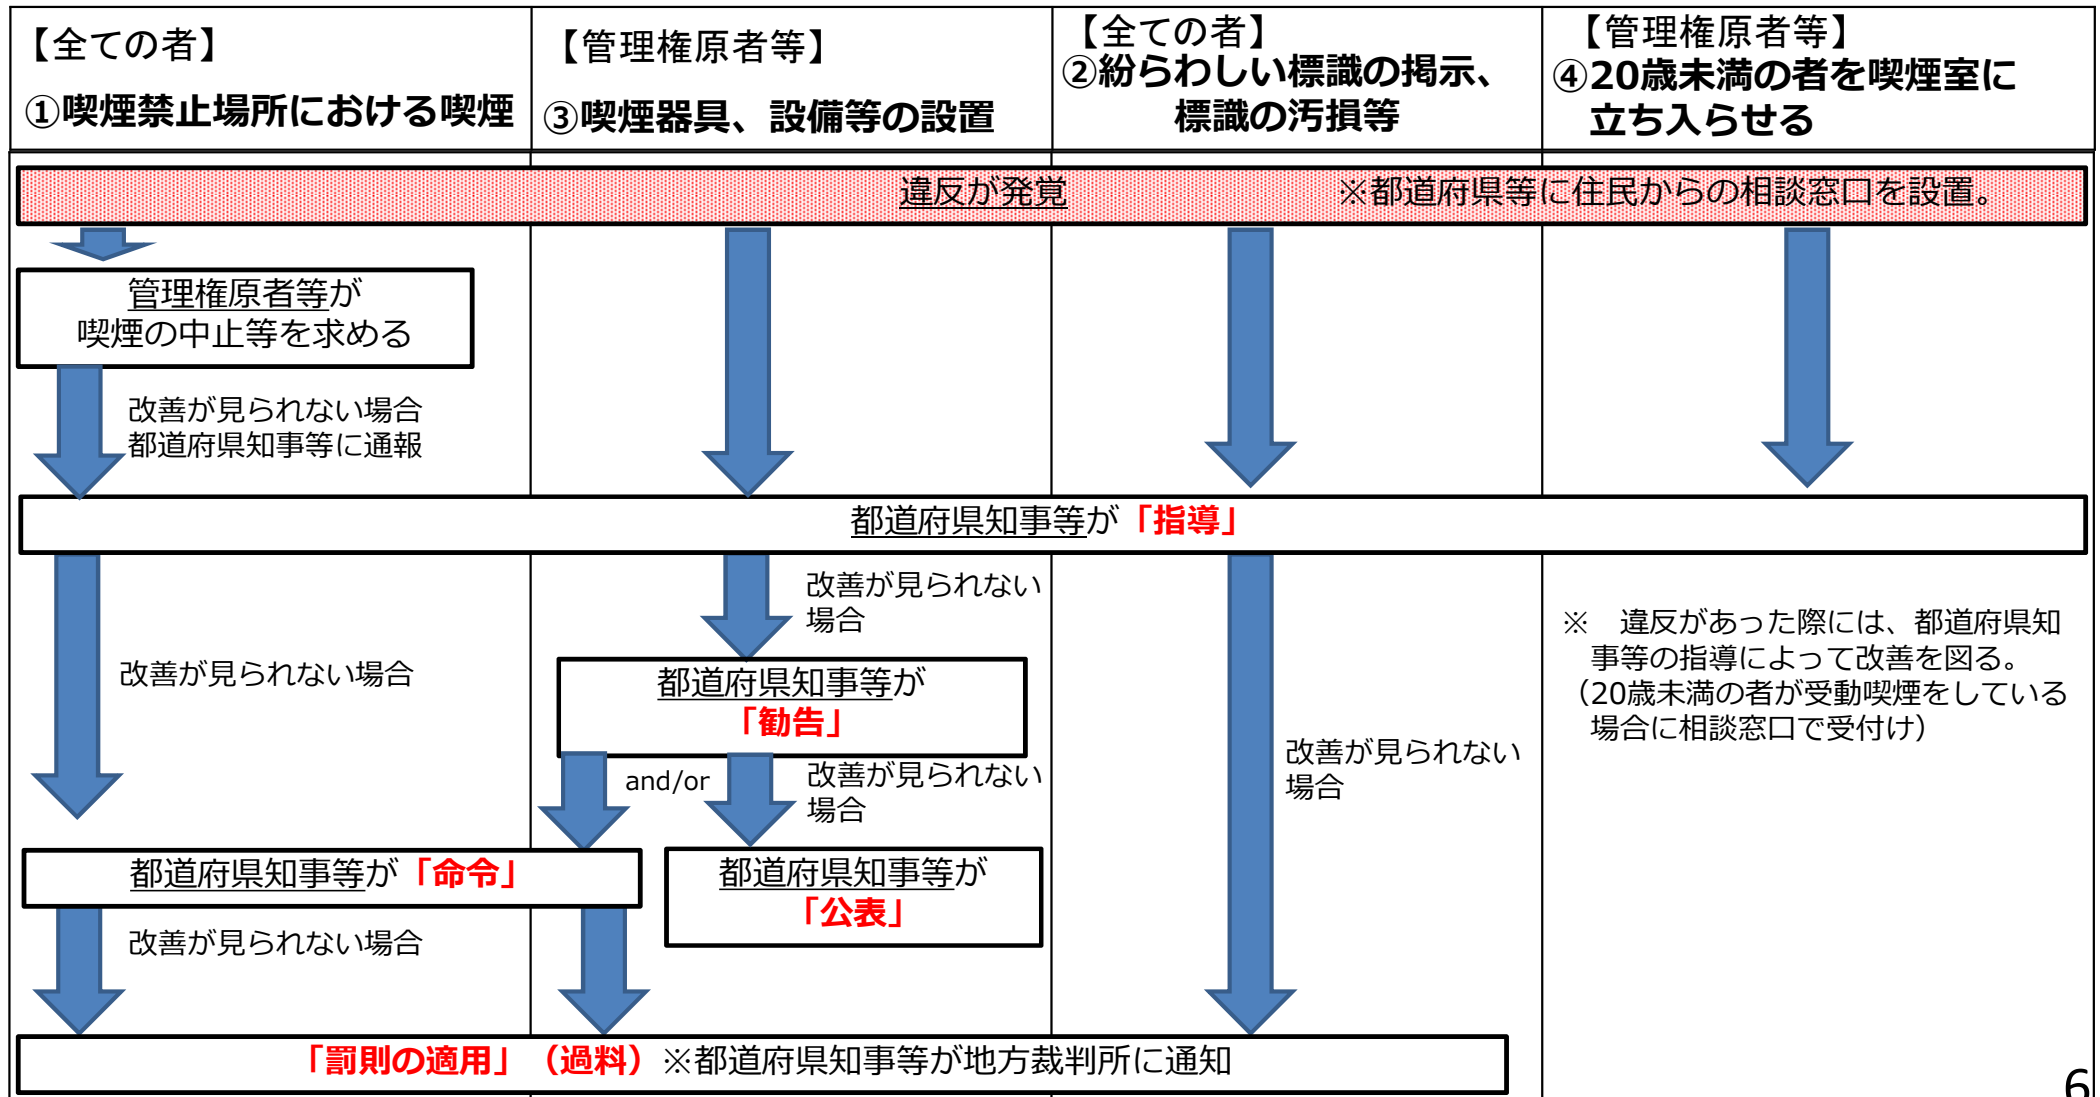 【全ての者】
①喫煙禁止場所における喫煙
【管理権原者等】
③喫煙器具、設備等の設置
【全ての者】
②紛らわしい標識の掲示、
標識の汚損等
【管理権原者等】
④20歳未満の者を喫煙室に
立ち入らせる
違反が発覚 ※都道府県等に住民からの相談窓口を設置。
管理権原者等が
喫煙の中止等を求める
改善が見られない場合
都道府県知事等に通報
都道府県知事等が「指導」
改善が見られない場合
改善が見られない
場合
都道府県知事等が
「勧告」
and/or
改善が見られない
場合
改善が見られない
場合
※ 違反があった際には、都道府県知
事等の指導によって改善を図る。
（20歳未満の者が受動喫煙をしている
場合に相談窓口で受付け）
都道府県知事等が「命令」
都道府県知事等が
「公表」
改善が見られない場合
「罰則の適用」（過料）※都道府県知事等が地方裁判所に通知
6